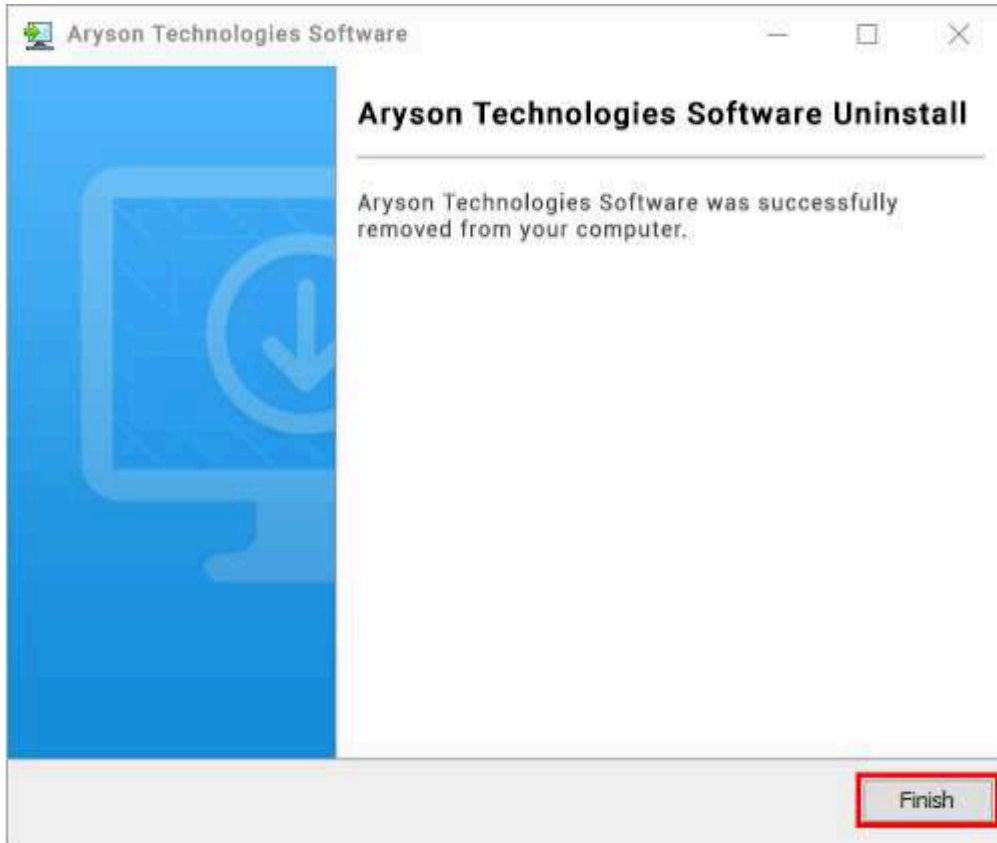 Aryson Technologies Software
Aryson Technologies Software Uninstall
Aryson Technologies Software was successfully
removed from your computer.
Finish